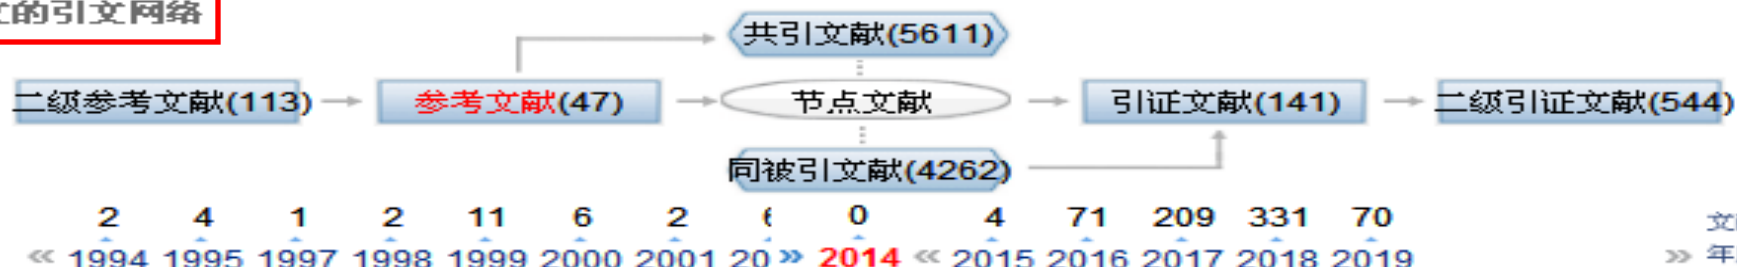 的引文网络
共引文献(5611)
二级参考文献(113) 参考文献(47) 节点文献 引证文献(141) 二级引证文献(544)
同被引文献(4262)
2 4 1 2 11 6 2 0 4 71 209 331 70
« 1994 1995 1997 1998 1999 2000 2001 20 » 2014 « 2015 2016 2017 2018 2019 »